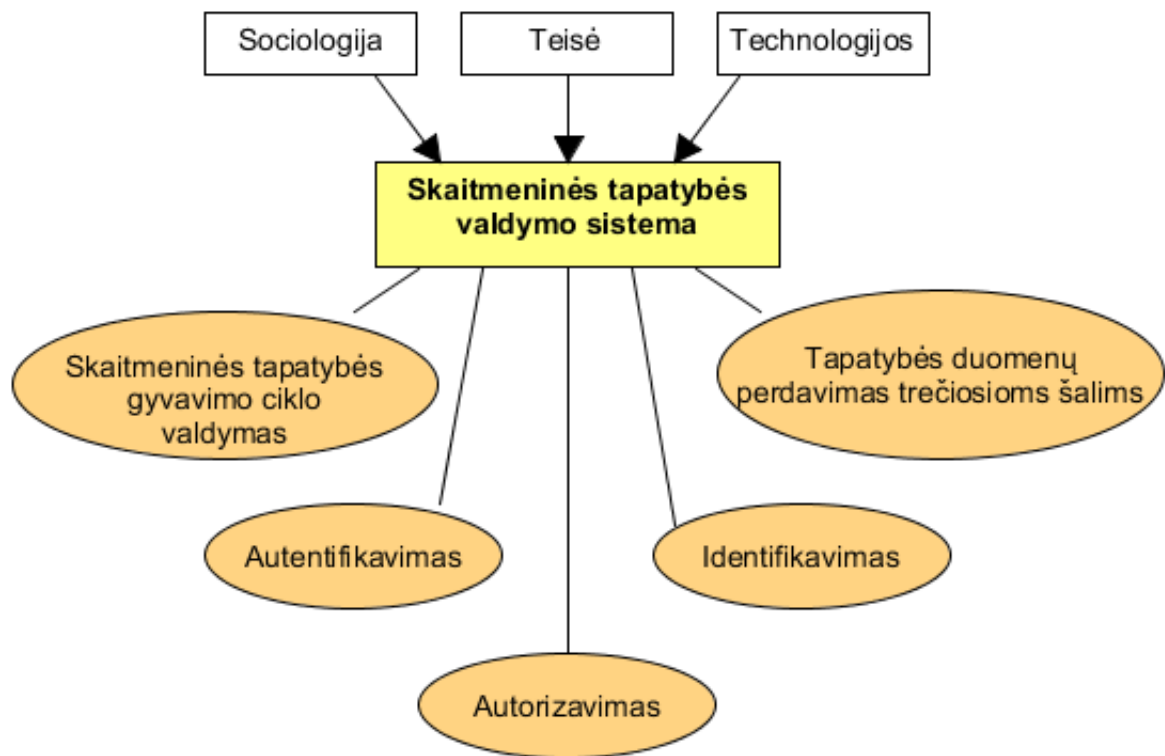 Sociologija
Teisė
Technologijos
Skaitmeninės tapatybės
valdymo sistema
Skaitmeninės tapatybės
gyvavimo ciklo
valdymas
Tapatybės duomenų
perdavimas trečiosioms šalims
Autentifikavimas
Identifikavimas
Autorizavimas